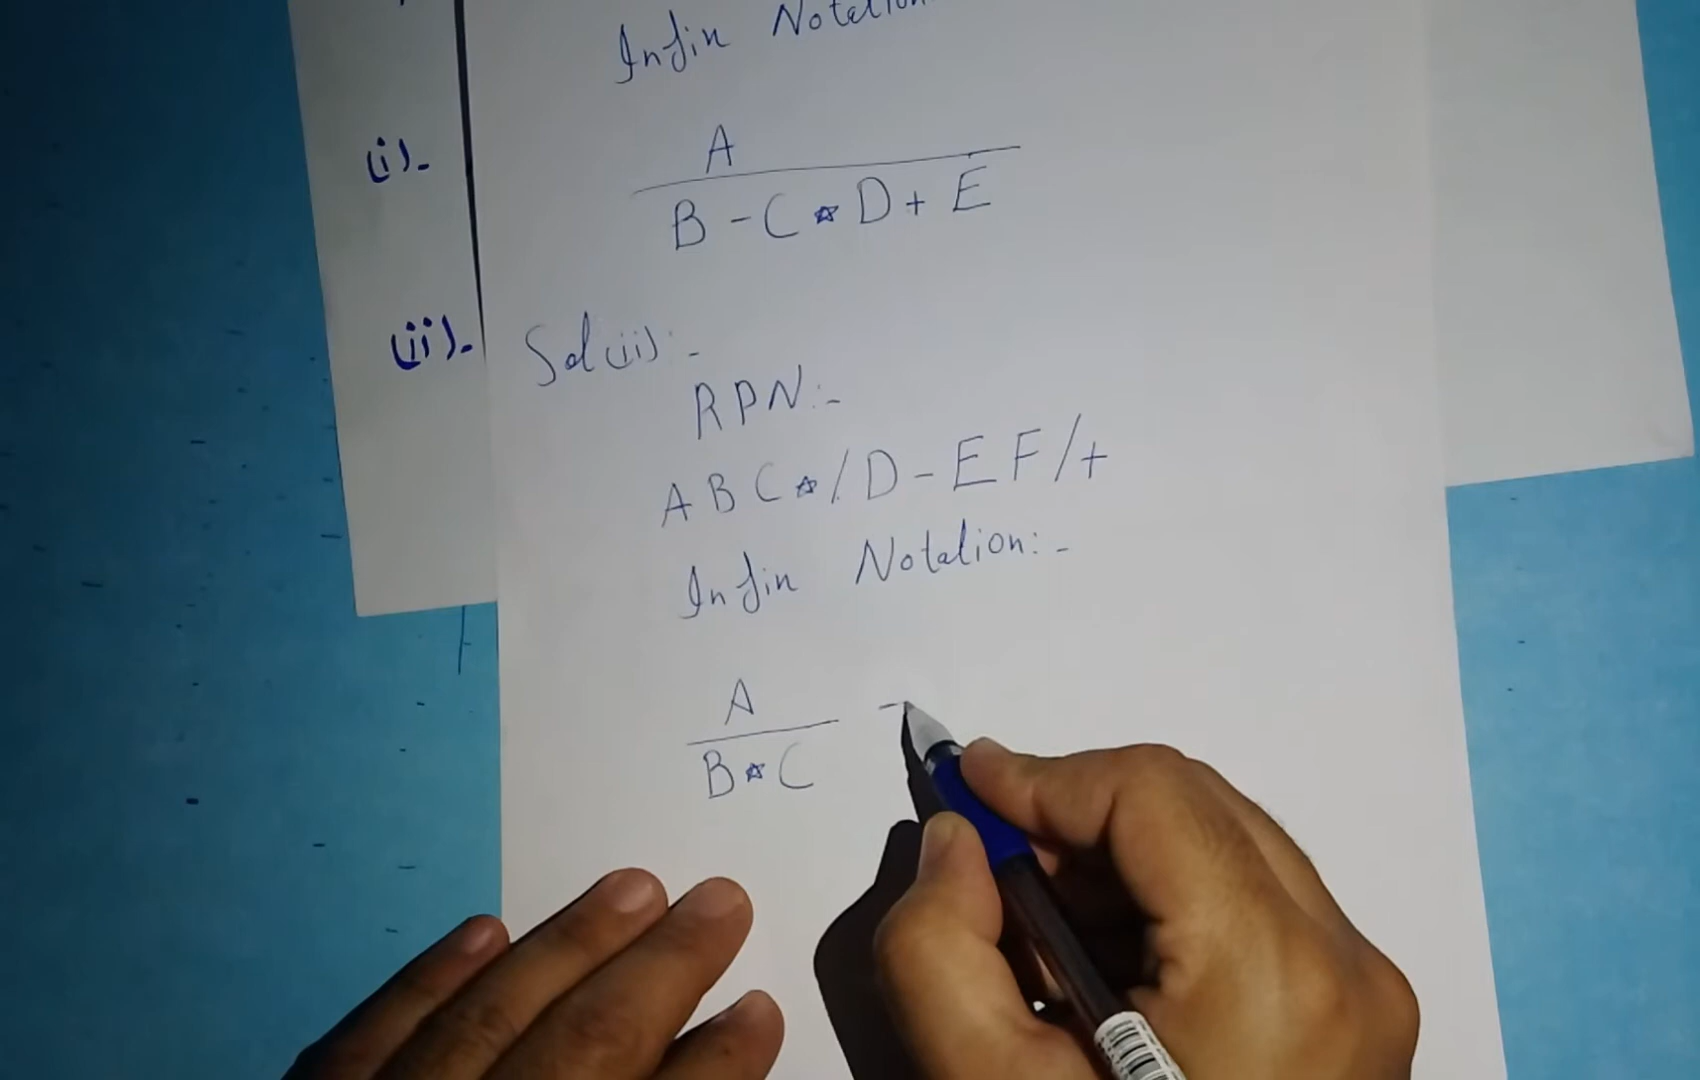 Infix Notation
(i)-
A
B - C * D + E
(ii)-
Sol (ii):-
RPN:-
A B C * / D - E F / +
Infix Notation:-
A -
B * C